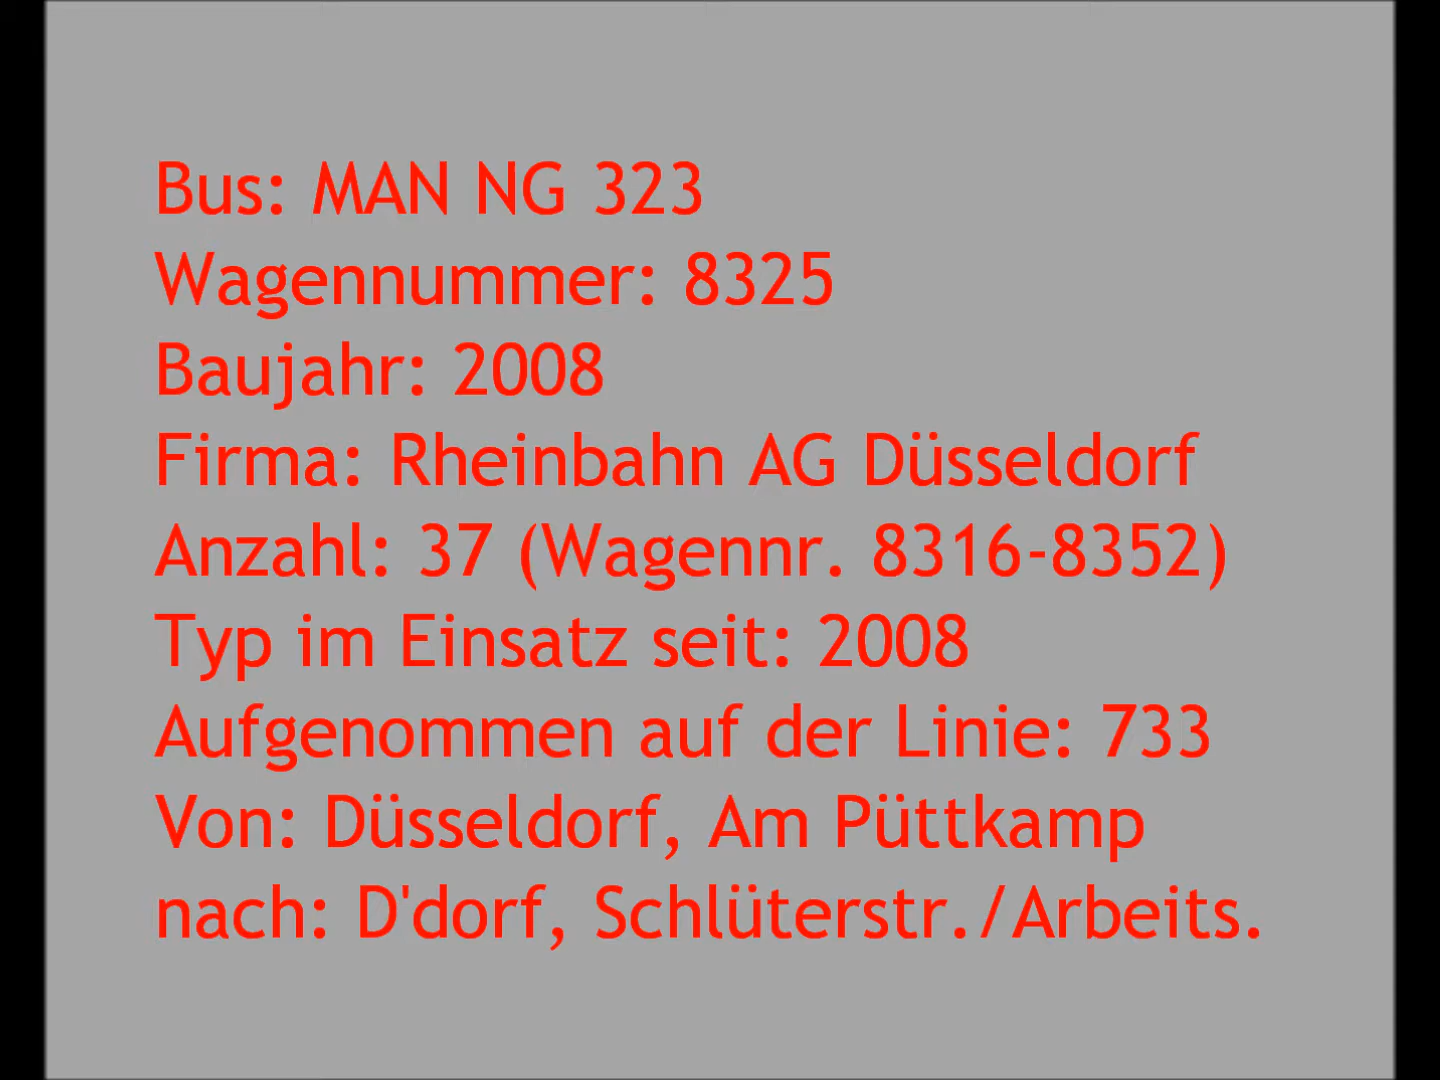 Bus: MAN NG 323
Wagennummer: 8325
Baujahr: 2008
Firma: Rheinbahn AG Düsseldorf
Anzahl: 37 (Wagennr. 8316-8352)
Typ im Einsatz seit: 2008
Aufgenommen auf der Linie: 733
Von: Düsseldorf, Am Püttkamp
nach: D'dorf, Schlüterstr./Arbeits.